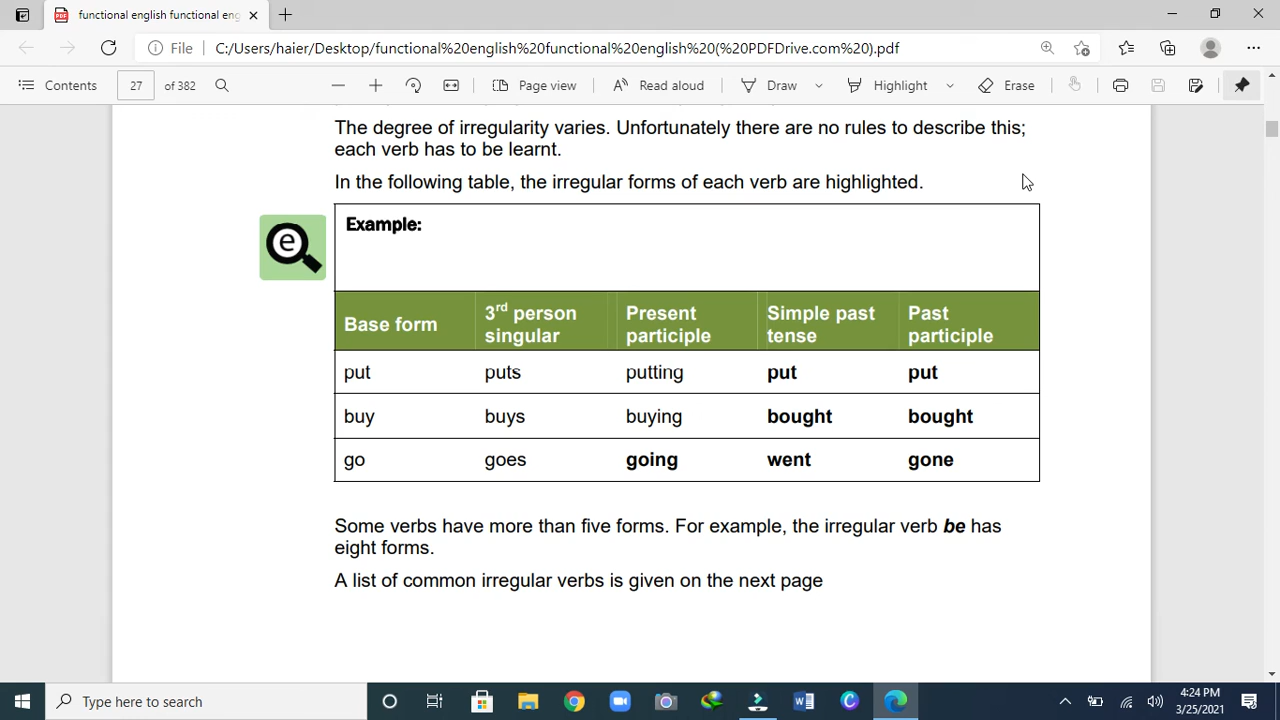 functional english functional eng
File C:/Users/haier/Desktop/functional%20english%20functional%20english%20(%20PDFDrive.com%20).pdf
Contents 27 of 382 Page view Read aloud Draw Highlight Erase
The degree of irregularity varies. Unfortunately there are no rules to describe this;
each verb has to be learnt.
In the following table, the irregular forms of each verb are highlighted.
Example:
e
Base form 3rd person singular Present participle Simple past tense Past participle
put puts putting put put
buy buys buying bought bought
go goes going went gone
Some verbs have more than five forms. For example, the irregular verb be has
eight forms.
A list of common irregular verbs is given on the next page
Type here to search
4:24 PM
3/25/2021